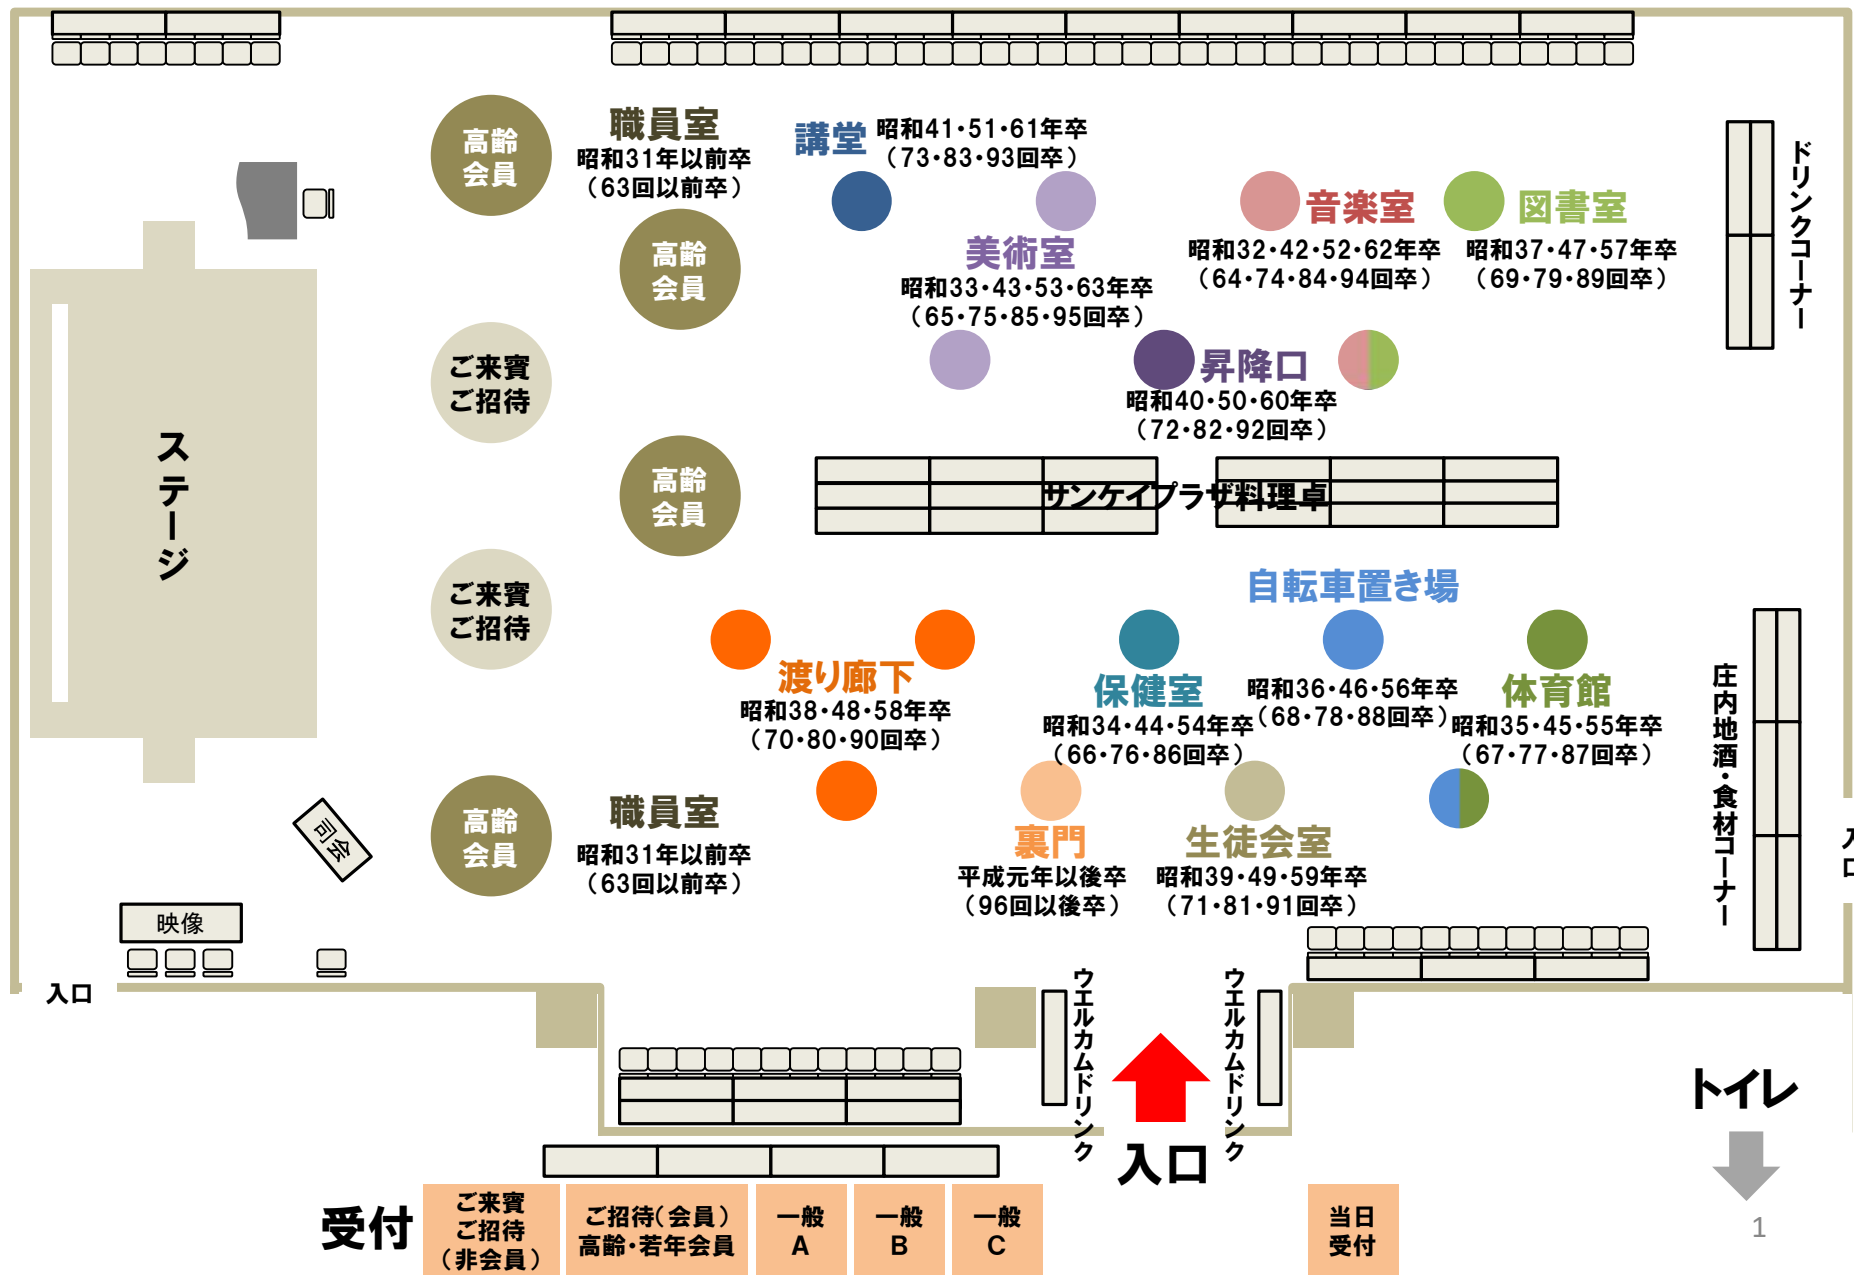 高齢
会員
職員室
昭和31年以前卒
(63回以前卒)
講堂
昭和41・51・61年卒
(73・83・93回卒)
高齢
会員
美術室
昭和33・43・53・63年卒
(65・75・85・95回卒)
音楽室
昭和32・42・52・62年卒
(64・74・84・94回卒)
図書室
昭和37・47・57年卒
(69・79・89回卒)
ドリンクコーナー
ご来賓
ご招待
昇降口
昭和40・50・60年卒
(72・82・92回卒)
ステージ
高齢
会員
サンケイプラザ料理卓
ご来賓
ご招待
自転車置き場
昭和36・46・56年卒
(68・78・88回卒)
渡り廊下
昭和38・48・58年卒
(70・80・90回卒)
保健室
昭和34・44・54年卒
(66・76・86回卒)
体育館
昭和35・45・55年卒
(67・77・87回卒)
庄内地酒・食材コーナー
入口
高齢
会員
職員室
昭和31年以前卒
(63回以前卒)
裏門
平成元年以後卒
(96回以後卒)
生徒会室
昭和39・49・59年卒
(71・81・91回卒)
司会
映像
入口
ウエルカムドリンク
ウエルカムドリンク
入口
トイレ
受付
ご来賓
ご招待
(非会員)
ご招待(会員)
高齢・若年会員
一般
A
一般
B
一般
C
当日
受付
1